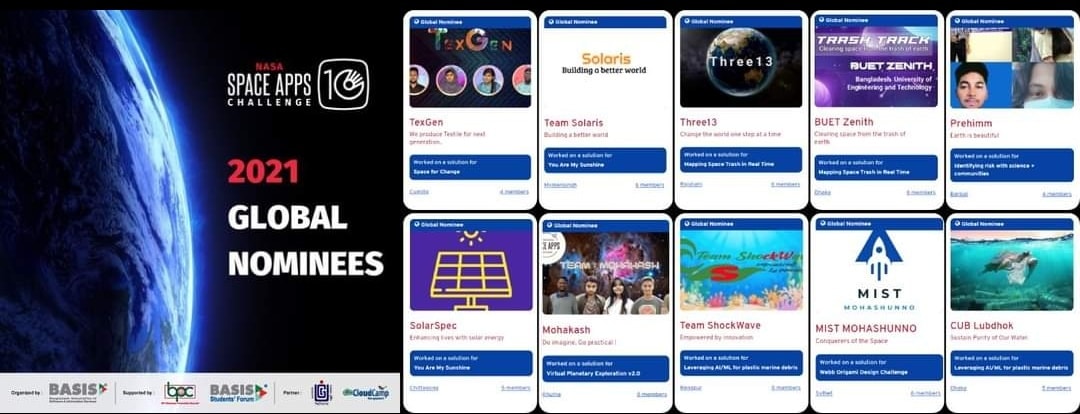 NASA
SPACE APPS
CHALLENGE
10
2021
GLOBAL
NOMINEES
Organized by :
BASIS
Supported by :
bpc
BASIS
Students' Forum
Partner :
CloudCamp
Global Nominee
TEXGEN
TexGen
We produce Textile for next
generation.
Worked on a solution for
Space for Change
Cumilla
4 members
Global Nominee
Solaris
Building a better world
Team Solaris
Building a better world
Worked on a solution for
You Are My Sunshine
Mymensingh
6 members
Global Nominee
Three13
Three13
Change the world one step at a time
Worked on a solution for
Mapping Space Trash in Real Time
Rajshahi
5 members
Global Nominee
TRASH TRACK
Clearing space from the trash of earth
BUET ZENITH,
Bangladesh University of
Engineering and Technology
BUET Zenith
Clearing space from the trash of
earth
Worked on a solution for
Mapping Space Trash in Real Time
Dhaka
6 members
Global Nominee
Prehimm
Earth is beautiful
Worked on a solution for
Identifying risk with science +
communities
Barisal
4 members
Global Nominee
SolarSpec
Enhancing lives with solar energy
Worked on a solution for
You Are My Sunshine
Chittagong
5 members
Global Nominee
CE APPS
TEAM MOHAKASH
Mohakash
Do imagine, Go practical !
Worked on a solution for
Virtual Planetary Exploration v2.0
Khulna
Global Nominee
Team ShockWav
Team ShockWave
Empowered by innovation
Worked on a solution for
Leveraging AI/ML for plastic marine debris
Rangpur
Global Nominee
MIST
MOHASHUNNO
MIST MOHASHUNNO
Conquerors of the Space
Worked on a solution for
Webb Origami Design Challenge
Sylhet
6 members
Global Nominee
CUB Lubdhok
Sustain Purity of Our Water
Worked on a solution for
Leveraging AI/ML for plastic marine debris
Dhaka
5 members